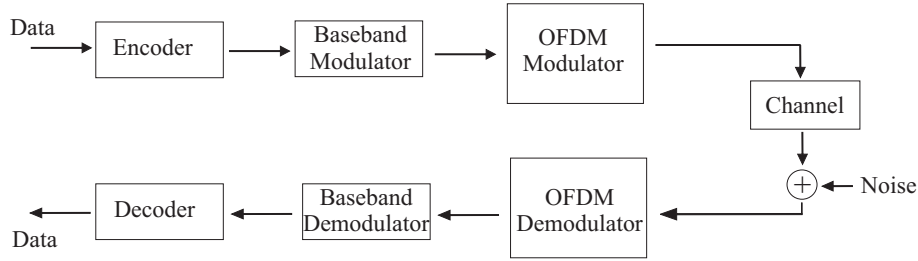 Data
Encoder
Baseband
Modulator
OFDM
Modulator
Channel
+
Noise
OFDM
Demodulator
Baseband
Demodulator
Decoder
Data